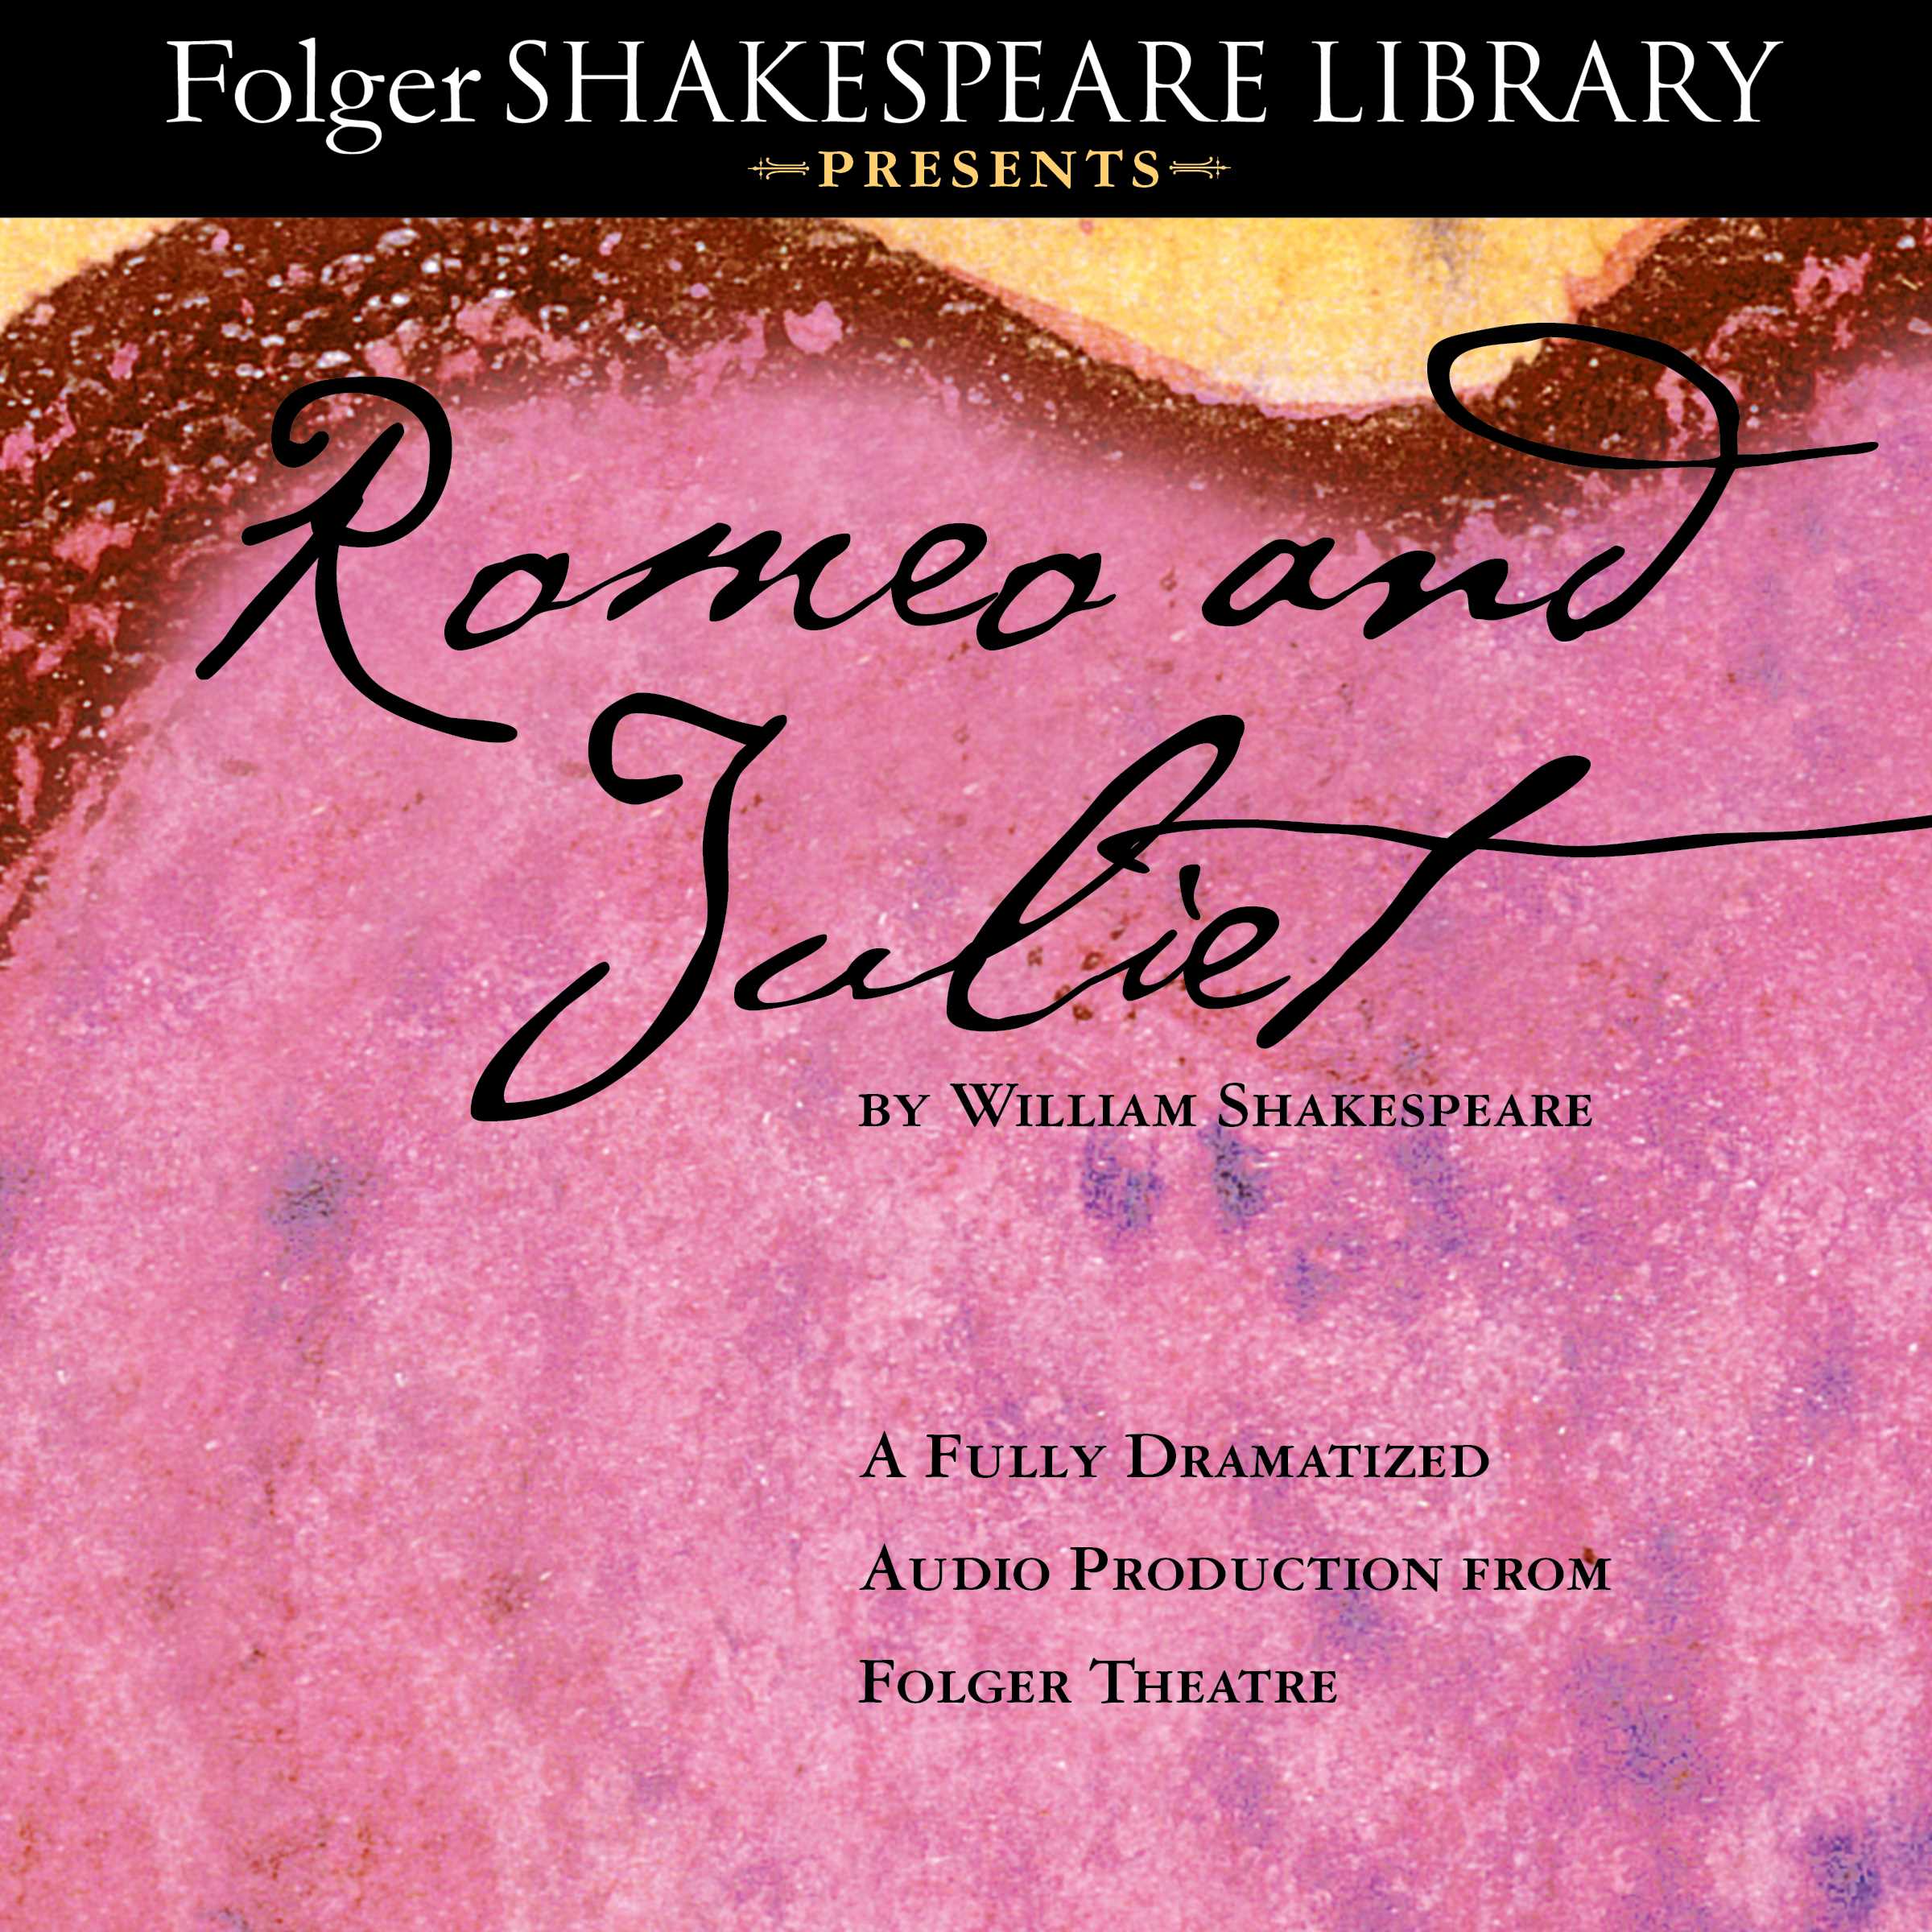 Folger SHAKESPEARE LIBRARY
PRESENTS
Romeo and
Juliet
BY WILLIAM SHAKESPEARE
A FULLY DRAMATIZED
AUDIO PRODUCTION FROM
FOLGER THEATRE